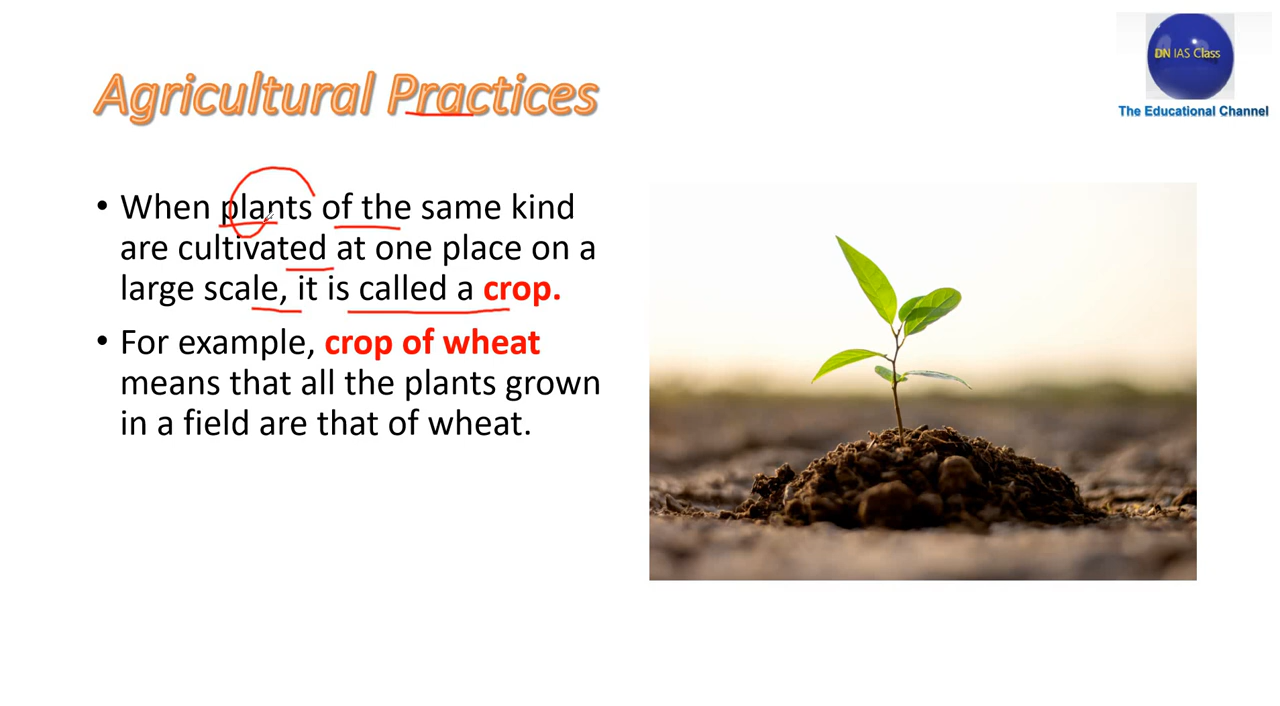 DN IAS Class
The Educational Channel
Agricultural Practices
• When plants of the same kind
are cultivated at one place on a
large scale, it is called a crop.
• For example, crop of wheat
means that all the plants grown
in a field are that of wheat.